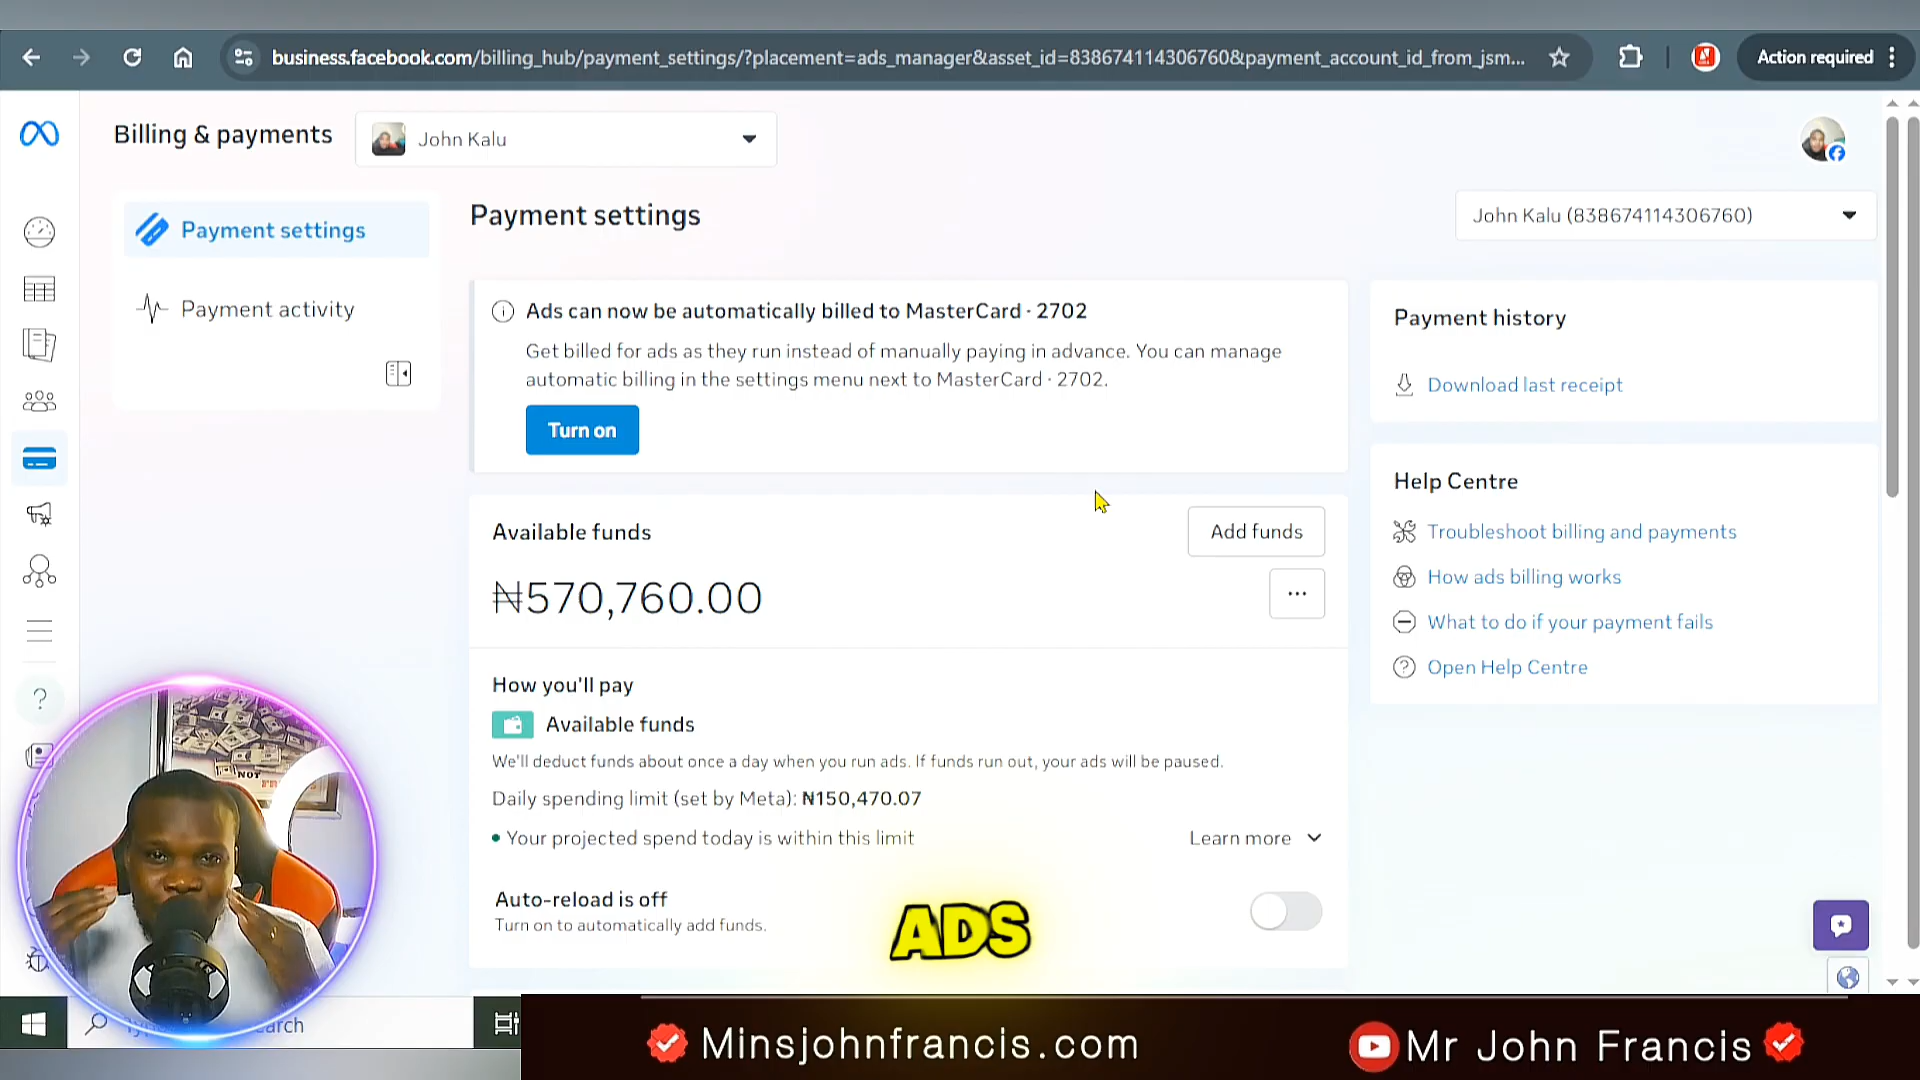 business.facebook.com/billing_hub/payment_settings/?placement=ads_manager&asset_id=838674114306760&payment_account_id_from_jsm...
Action required
Billing & payments
John Kalu
Payment settings
Payment activity
Payment settings
John Kalu (838674114306760)
Ads can now be automatically billed to MasterCard · 2702
Get billed for ads as they run instead of manually paying in advance. You can manage
automatic billing in the settings menu next to MasterCard · 2702.
Turn on
Payment history
Download last receipt
Available funds
Add funds
₦570,760.00
...
Help Centre
Troubleshoot billing and payments
How ads billing works
What to do if your payment fails
Open Help Centre
How you'll pay
Available funds
We'll deduct funds about once a day when you run ads. If funds run out, your ads will be paused.
Daily spending limit (set by Meta): ₦150,470.07
• Your projected spend today is within this limit
Learn more
Auto-reload is off
Turn on to automatically add funds.
NOT
ADS
Minsjohnfrancis.com
Mr John Francis